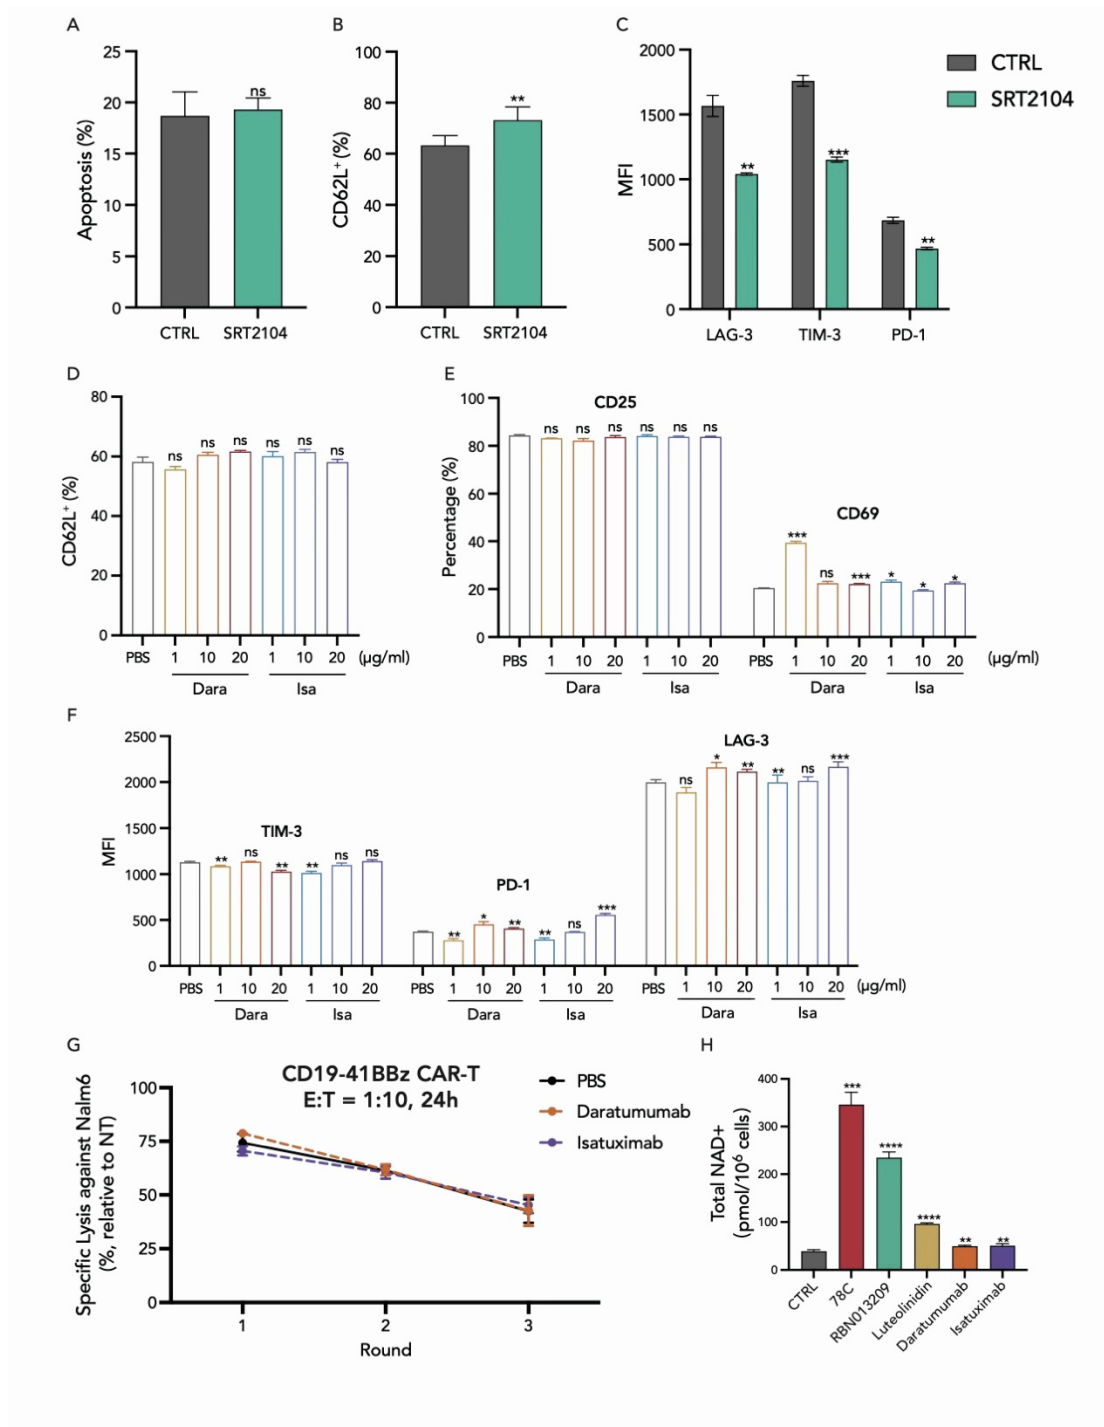 A
25
20
15
10
5
0
Apoptosis (%)
ns
CTRL SRT2104
B
100
80
60
40
20
0
CD62L⁺ (%)
**
CTRL SRT2104
C
2000
1500
1000
500
0
MFI
** *** **
LAG-3 TIM-3 PD-1
CTRL
SRT2104
D
80
60
40
20
0
CD62L⁺ (%)
ns ns ns ns ns ns
PBS 1 10 20 1 10 20 (µg/ml)
Dara Isa
E
100
80
60
40
20
0
Percentage (%)
CD25
ns ns ns ns ns ns
CD69
*** ns *** * * *
PBS 1 10 20 1 10 20 PBS 1 10 20 1 10 20 (µg/ml)
Dara Isa Dara Isa
F
2500
2000
1500
1000
500
0
MFI
TIM-3
** ns ** ** ns ns
PD-1
** * ** ** ns ***
LAG-3
ns * ** ** ns ***
PBS 1 10 20 1 10 20 PBS 1 10 20 1 10 20 PBS 1 10 20 1 10 20 (µg/ml)
Dara Isa Dara Isa Dara Isa
G
CD19-41BBz CAR-T
E:T = 1:10, 24h
100
75
50
25
0
Specific Lysis against Nalm6
(%, relative to NT)
1 2 3
Round
PBS
Daratumumab
Isatuximab
H
400
300
200
100
0
Total NAD+
(pmol/10⁶ cells)
*** **** **** ** **
CTRL 78C RBN013209 Luteolinidin Daratumumab Isatuximab